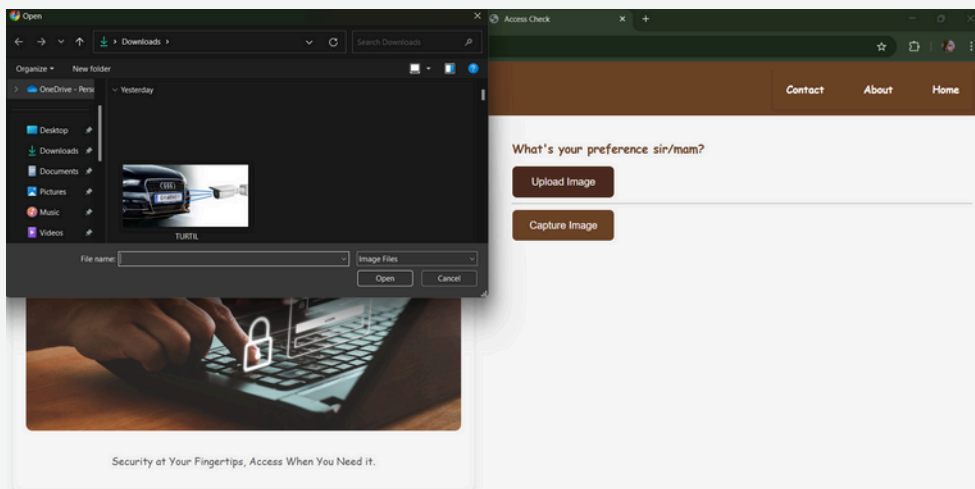 Open
Downloads
Search Downloads
Organize
New folder
OneDrive - Perso
Yesterday
Desktop
Downloads
Documents
Pictures
Music
Videos
TURTIL
File name:
Image Files
Open
Cancel
Access Check
Contact
About
Home
What's your preference sir/mam?
Upload Image
Capture Image
Security at Your Fingertips, Access When You Need it.